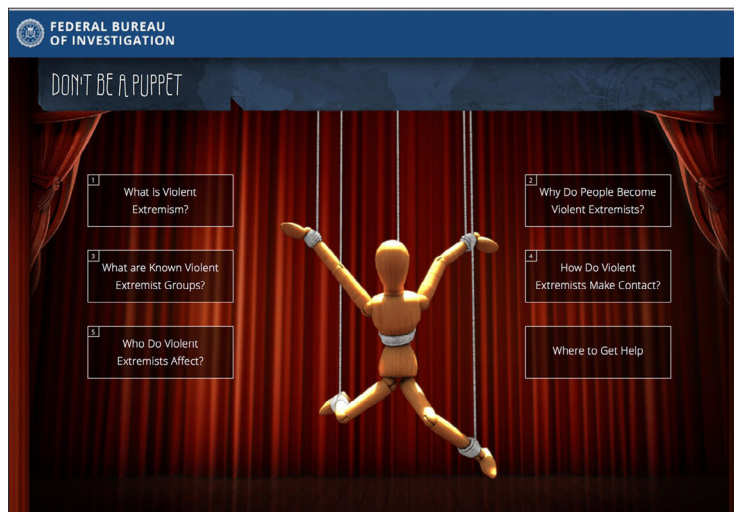 FEDERAL BUREAU
OF INVESTIGATION
DON'T BE A PUPPET
1
What is Violent
Extremism?
2
Why Do People Become
Violent Extremists?
3
What are Known Violent
Extremist Groups?
4
How Do Violent
Extremists Make Contact?
5
Who Do Violent
Extremists Affect?
Where to Get Help